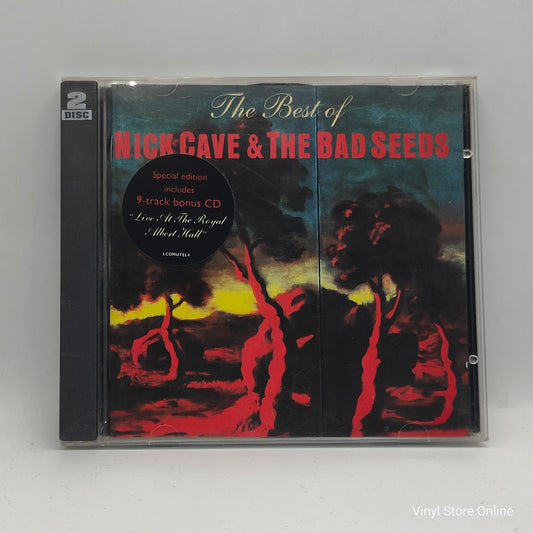 2
DISC
The Best of
NICK CAVE & THE BAD SEEDS
Special edition
includes
9-track bonus CD
"Live At The Royal
Albert Hall"
LCDMUTEL4
Vinyl Store Online